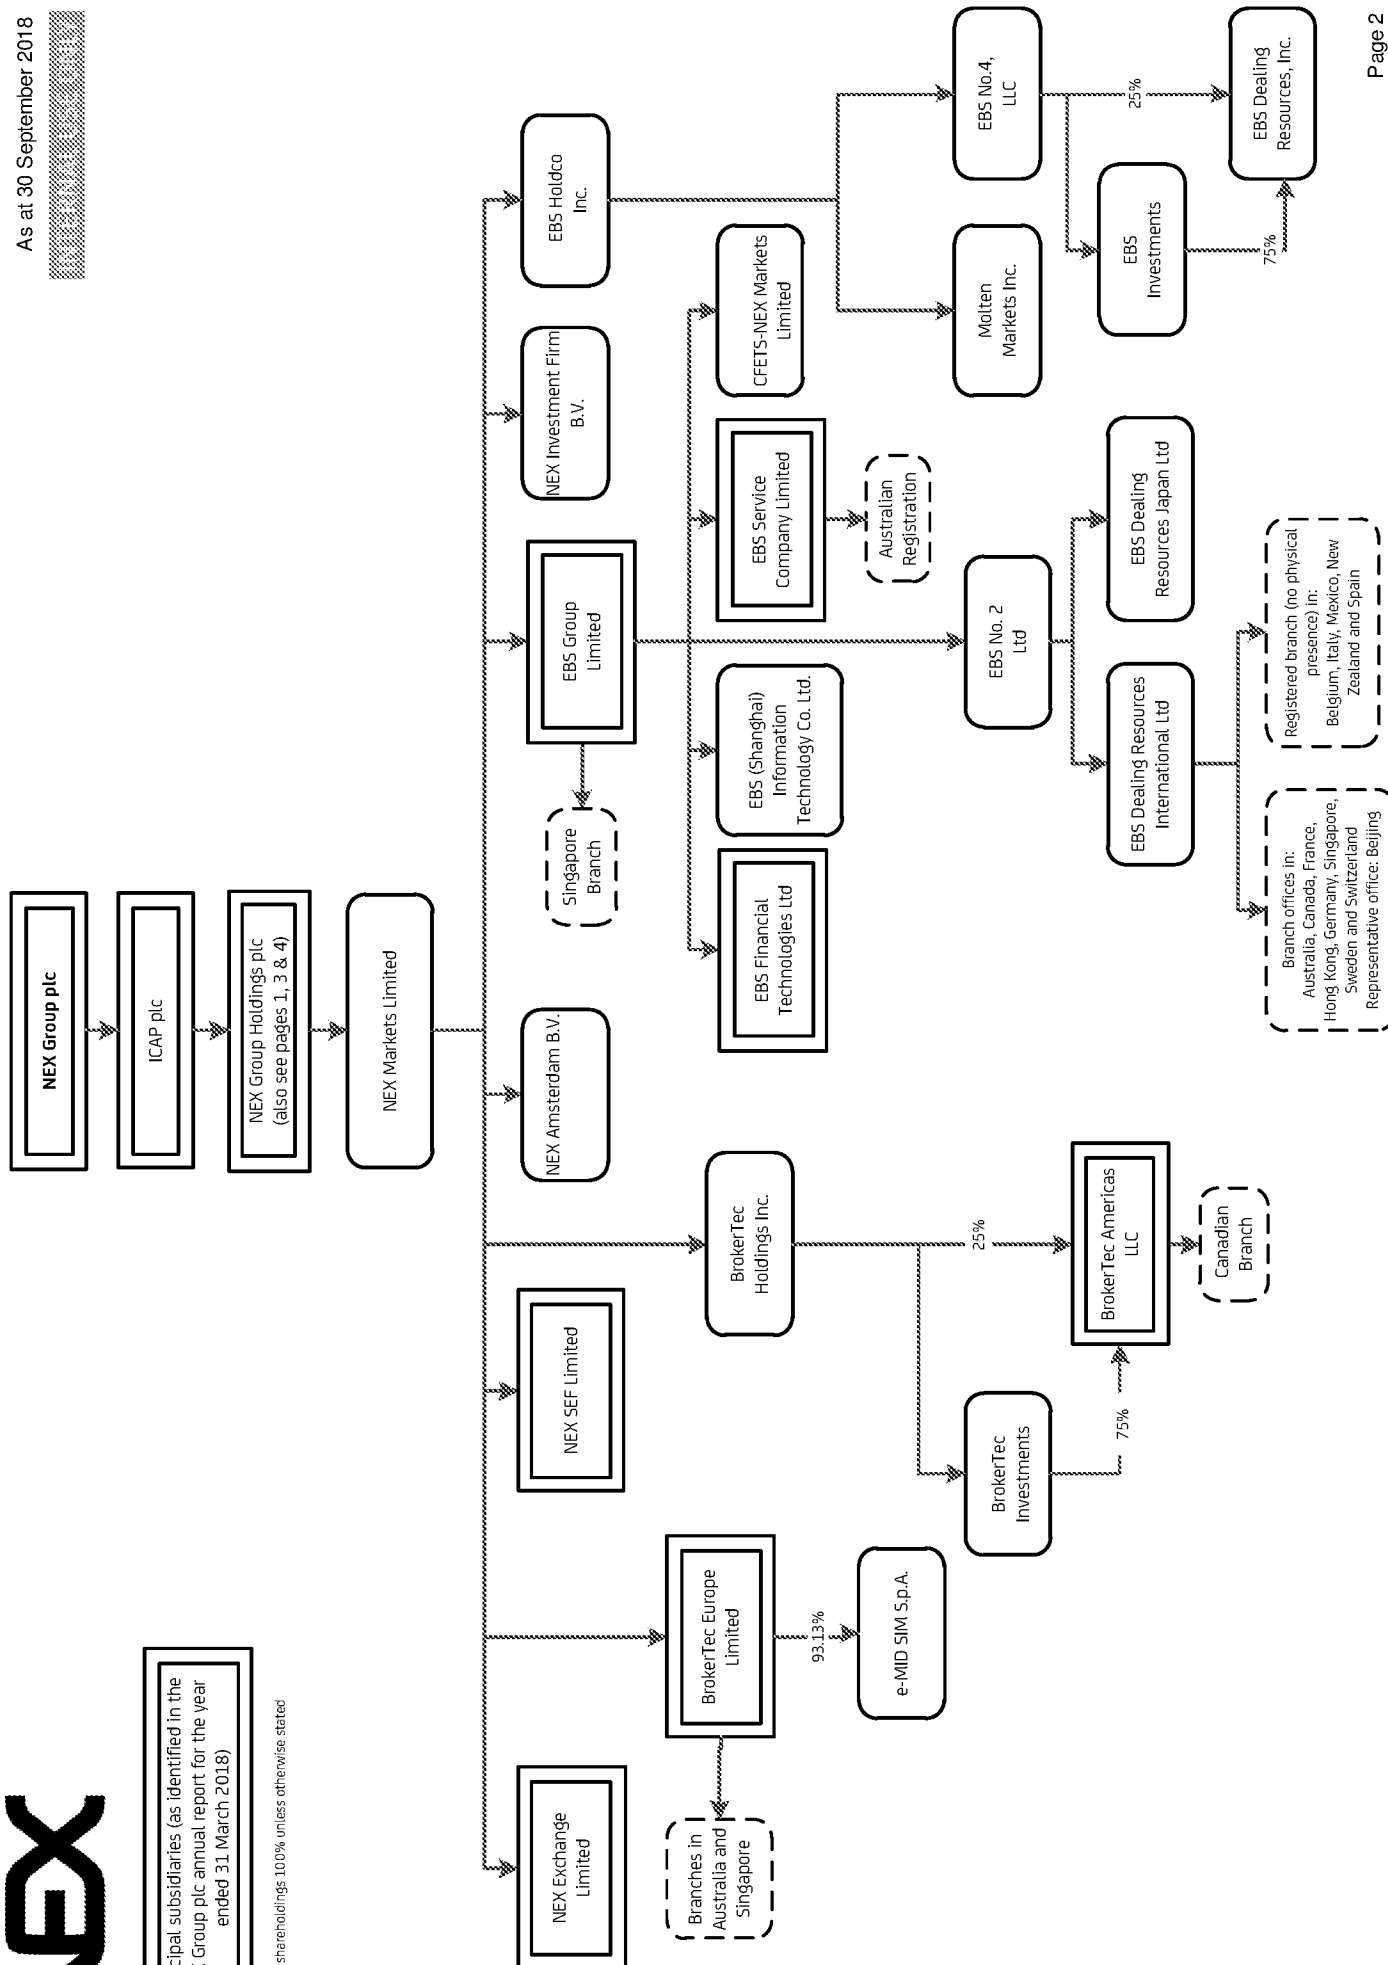 NEX
As at 30 September 2018
cipal subsidiaries (as identified in the
Group plc annual report for the year
ended 31 March 2018)
shareholdings 100% unless otherwise stated
NEX Group plc
ICAP plc
NEX Group Holdings plc
(also see pages 1, 3 & 4)
NEX Markets Limited
NEX Exchange
Limited
NEX SEF Limited
NEX Amsterdam B.V.
EBS Group
Limited
NEX Investment Firm
B.V.
EBS Holdco
Inc.
Singapore
Branch
BrokerTec Europe
Limited
Branches in
Australia and
Singapore
93.13%
e-MID SIM S.p.A.
BrokerTec
Holdings Inc.
25%
BrokerTec
Investments
75%
BrokerTec Americas
LLC
Canadian
Branch
EBS Financial
Technologies Ltd
EBS (Shanghai)
Information
Technology Co. Ltd.
EBS Service
Company Limited
CFETS-NEX Markets
Limited
Australian
Registration
EBS No. 2
Ltd
EBS Dealing Resources
International Ltd
EBS Dealing
Resources Japan Ltd
Branch offices in:
Australia, Canada, France,
Hong Kong, Germany, Singapore,
Sweden and Switzerland
Representative office: Beijing
Registered branch (no physical
presence) in:
Belgium, Italy, Mexico, New
Zealand and Spain
Molten
Markets Inc.
EBS No.4,
LLC
EBS
Investments
25%
75%
EBS Dealing
Resources, Inc.
Page 2